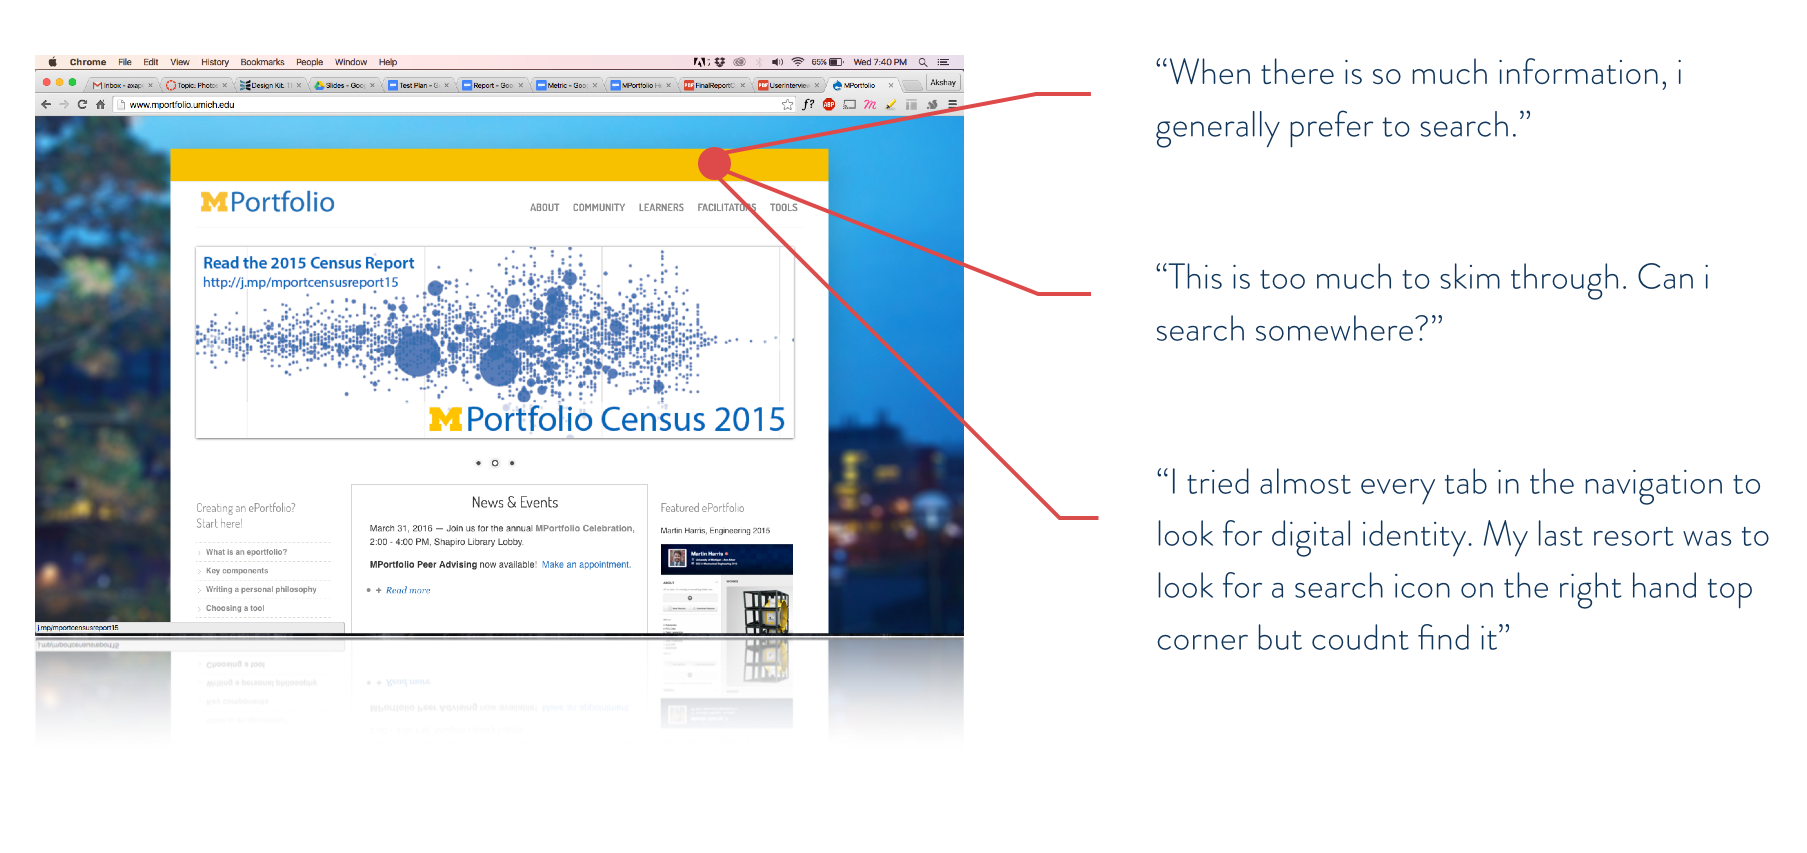 Chrome File Edit View History Bookmarks People Window Help 65% Wed 7:40 PM
Inbox - axap Topic: Photos Design Kit: Slides - Goo Test Plan - G Report - Goo Metric - Goo MPortfolio H FinalReport UserInterview MPortfolio Akshay
www.mportfolio.umich.edu f? ABP m
MPortfolio
ABOUT COMMUNITY LEARNERS FACILITATORS TOOLS
Read the 2015 Census Report
http://j.mp/mportcensusreport15
MPortfolio Census 2015
Creating an ePortfolio?
Start here!
What is an eportfolio?
Key components
Writing a personal philosophy
Choosing a tool
News & Events
March 31, 2016 — Join us for the annual MPortfolio Celebration,
2:00 - 4:00 PM, Shapiro Library Lobby.
MPortfolio Peer Advising now available! Make an appointment.
+ Read more
Featured ePortfolio
Martin Harris, Engineering 2015
Martin Harris
j.mp/mportcensusreport15
“When there is so much information, i
generally prefer to search.”
“This is too much to skim through. Can i
search somewhere?”
“I tried almost every tab in the navigation to
look for digital identity. My last resort was to
look for a search icon on the right hand top
corner but coudnt find it”